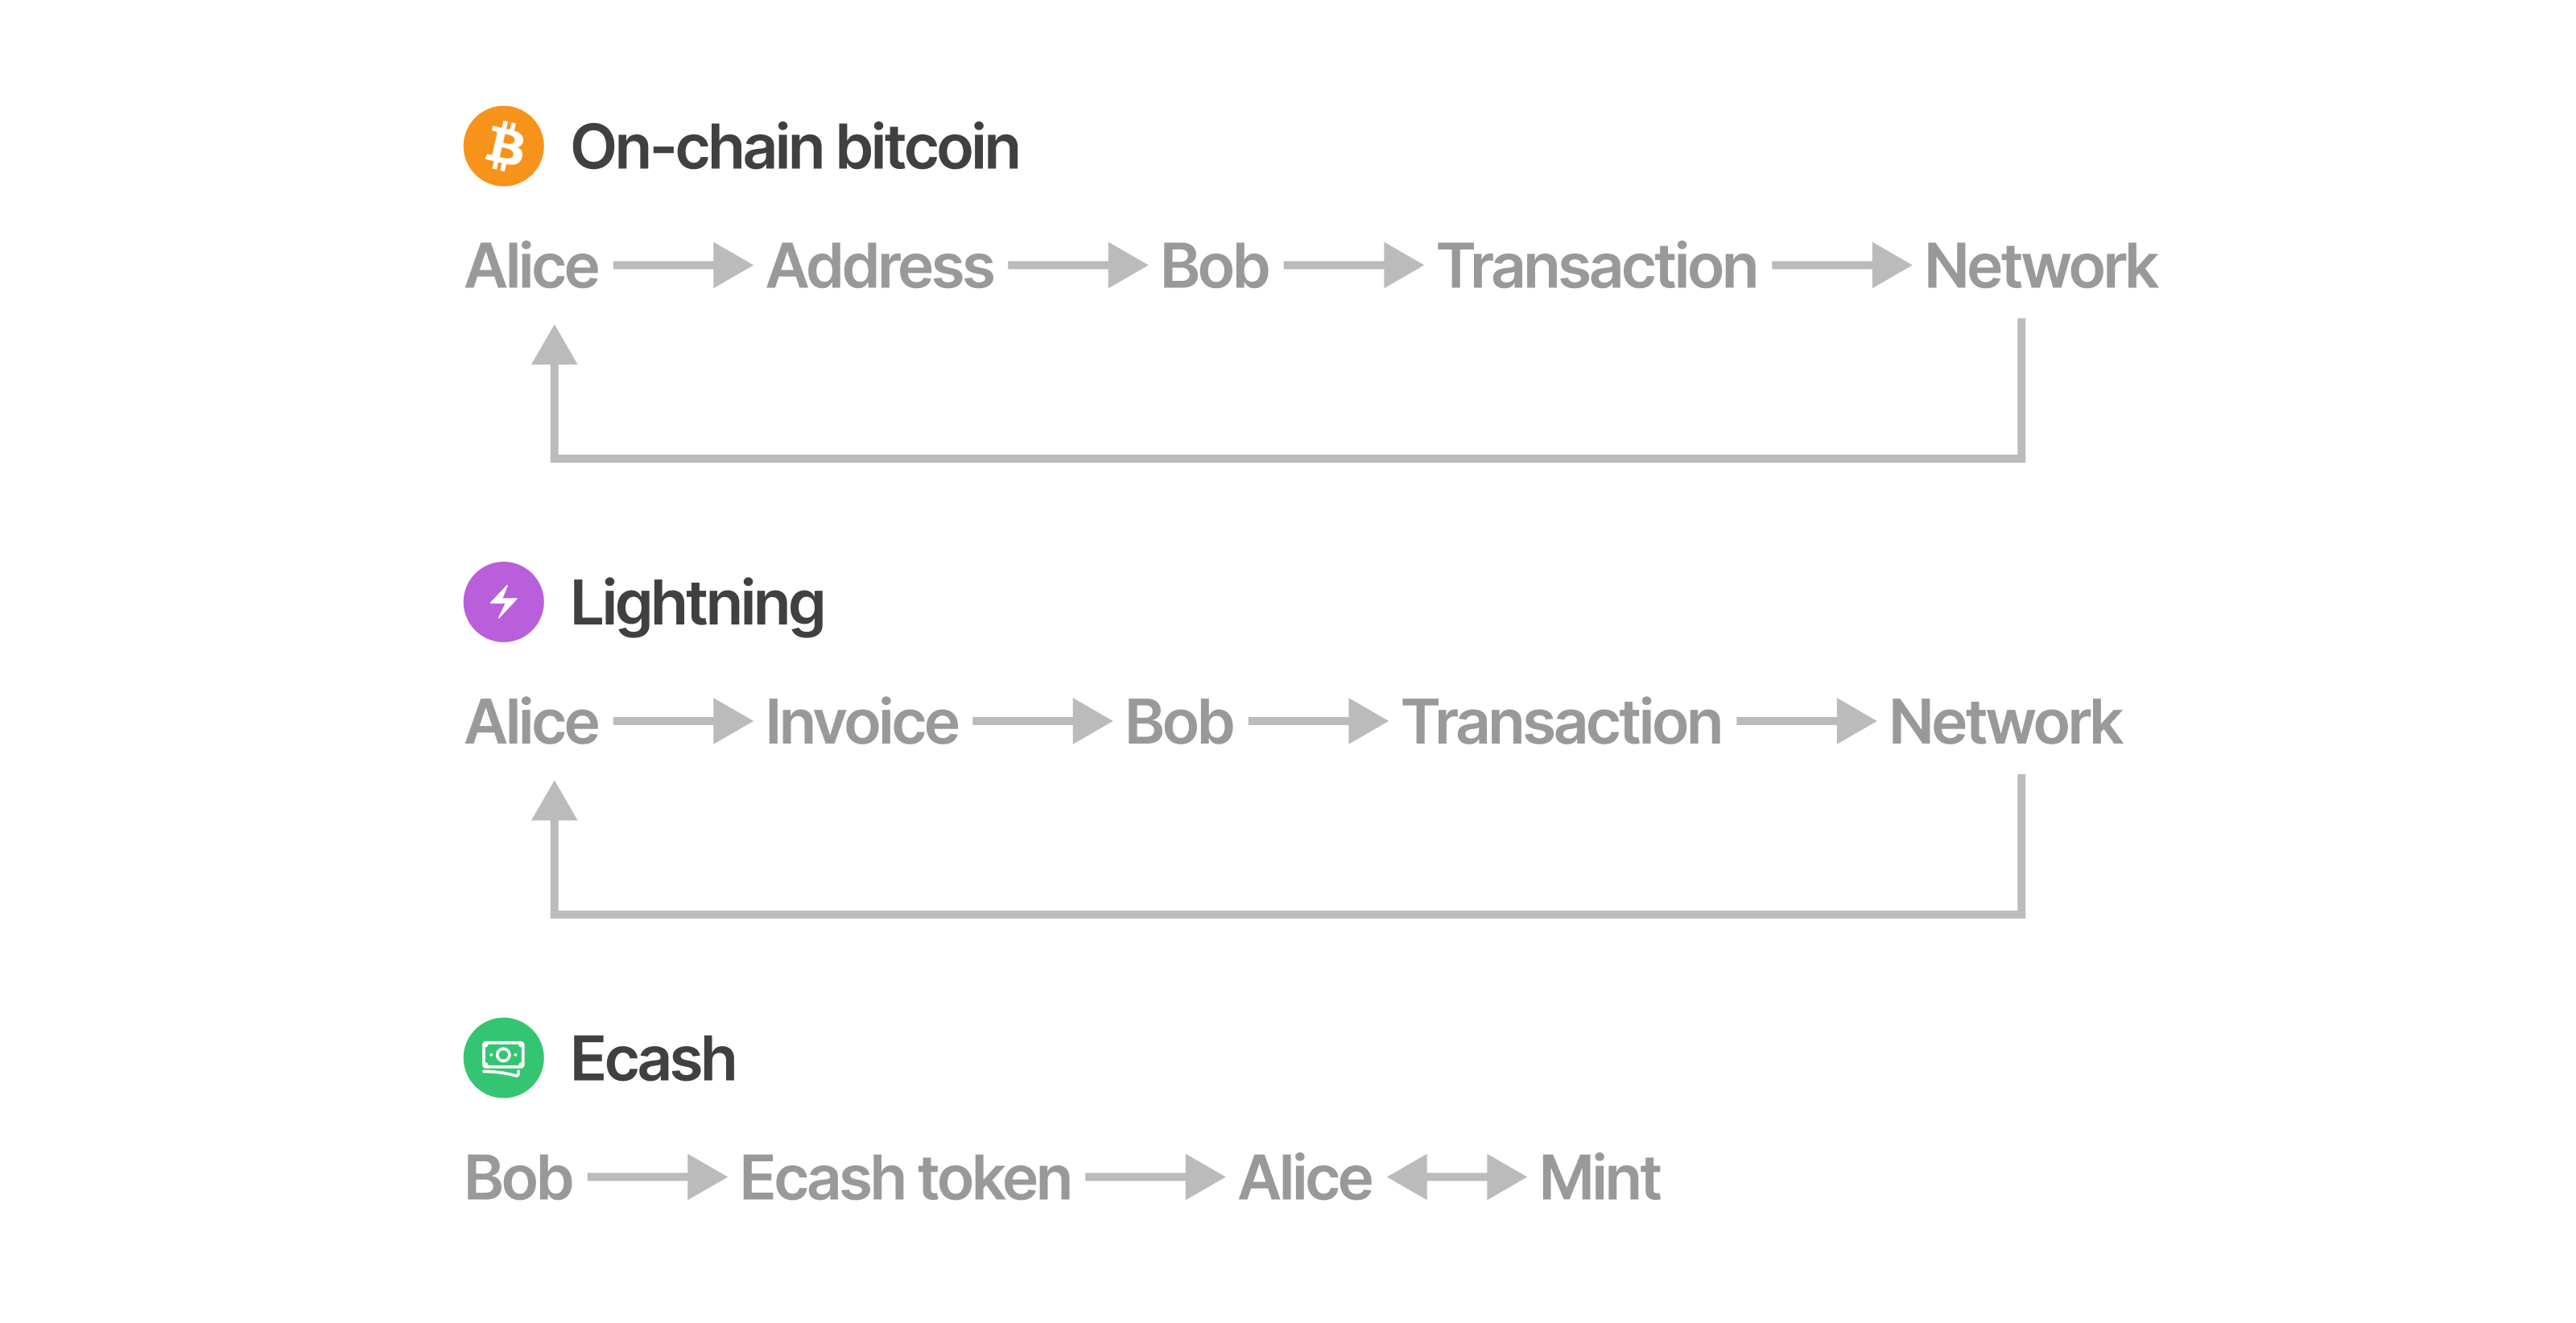 On-chain bitcoin
Alice Address Bob Transaction Network
Lightning
Alice Invoice Bob Transaction Network
Ecash
Bob Ecash token Alice Mint